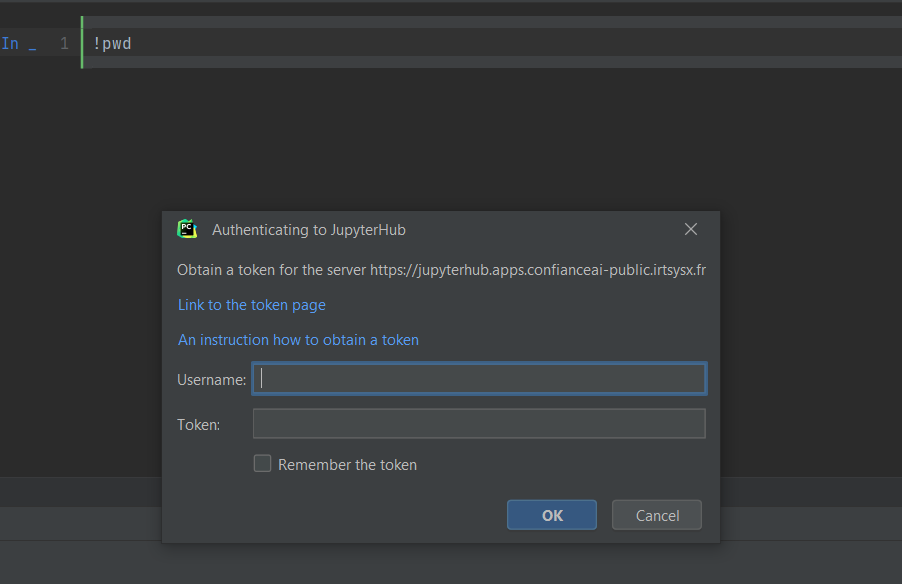 In _ 1 !pwd
PC Authenticating to JupyterHub
Obtain a token for the server https://jupyterhub.apps.confianceai-public.irtsysx.fr
Link to the token page
An instruction how to obtain a token
Username:
Token:
Remember the token
OK Cancel